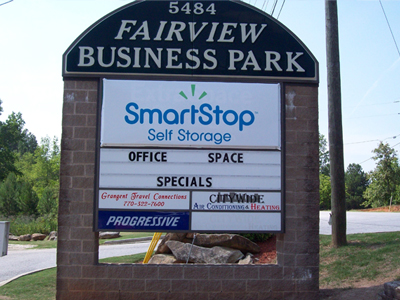 5484
FAIRVIEW
BUSINESS PARK
SmartStop
Self Storage
OFFICE SPACE
SPECIALS
Grangent Travel Connections
770-322-7600
CITYWIDE
AIR CONDITIONING & HEATING
PROGRESSIVE